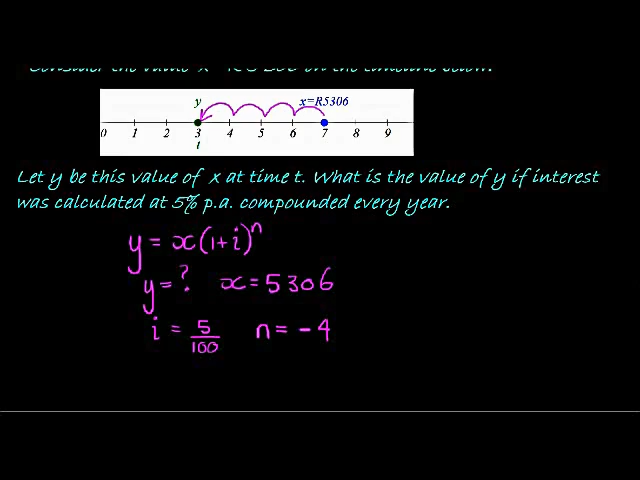 y x=R5306
0 1 2 3 4 5 6 7 8 9
t
Let y be this value of x at time t. What is the value of y if interest
was calculated at 5% p.a. compounded every year.
y = x(1+i)^n
y = ? x = 5306
i = 5/100 n = -4